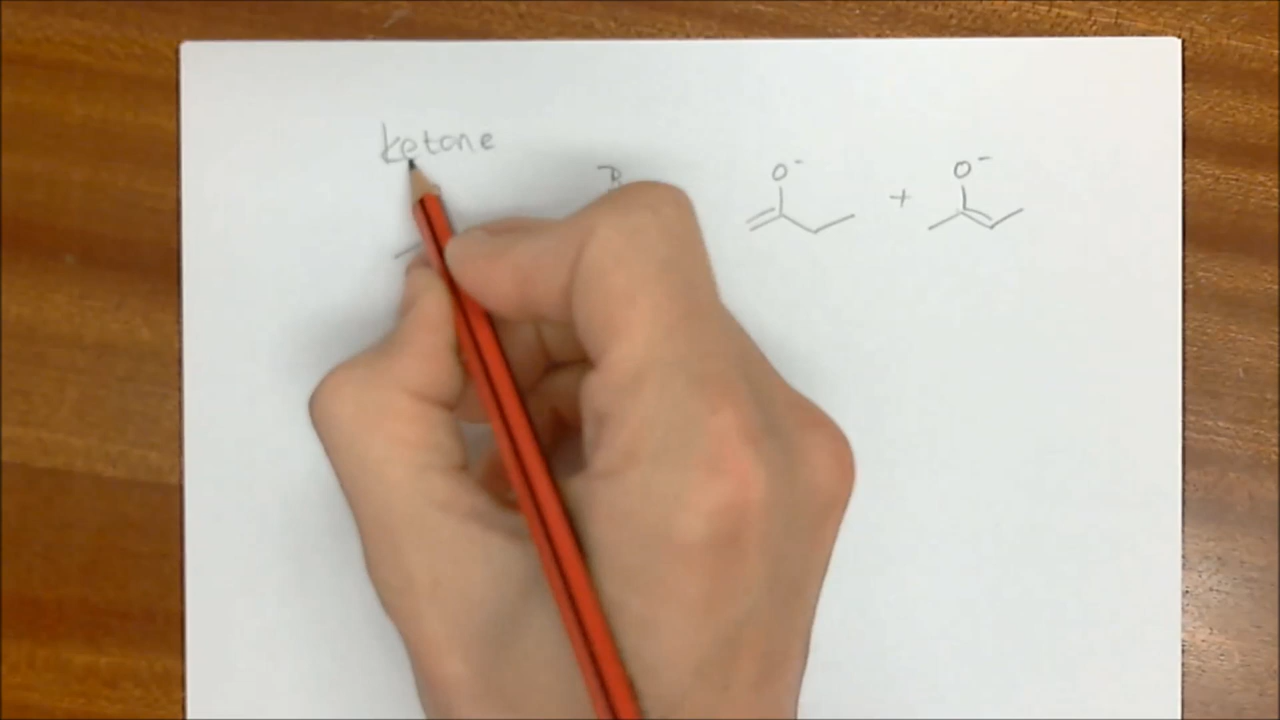 ketone
B
O⁻ + O⁻